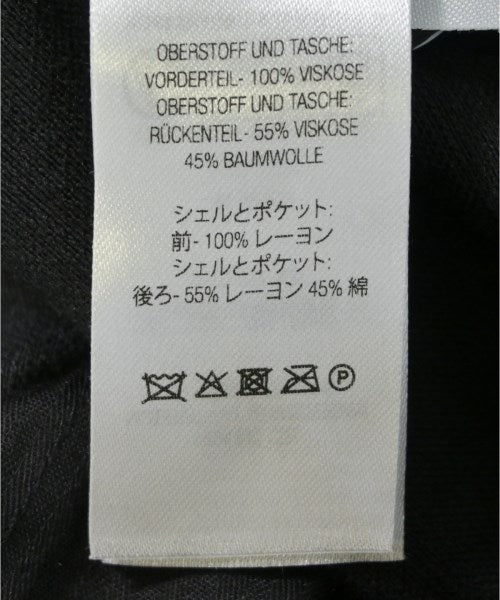 OBERSTOFF UND TASCHE:
VORDERTEIL- 100% VISKOSE
OBERSTOFF UND TASCHE:
RÜCKENTEIL- 55% VISKOSE
45% BAUMWOLLE
シェルとポケット:
前- 100% レーヨン
シェルとポケット:
後ろ- 55% レーヨン 45% 綿
P